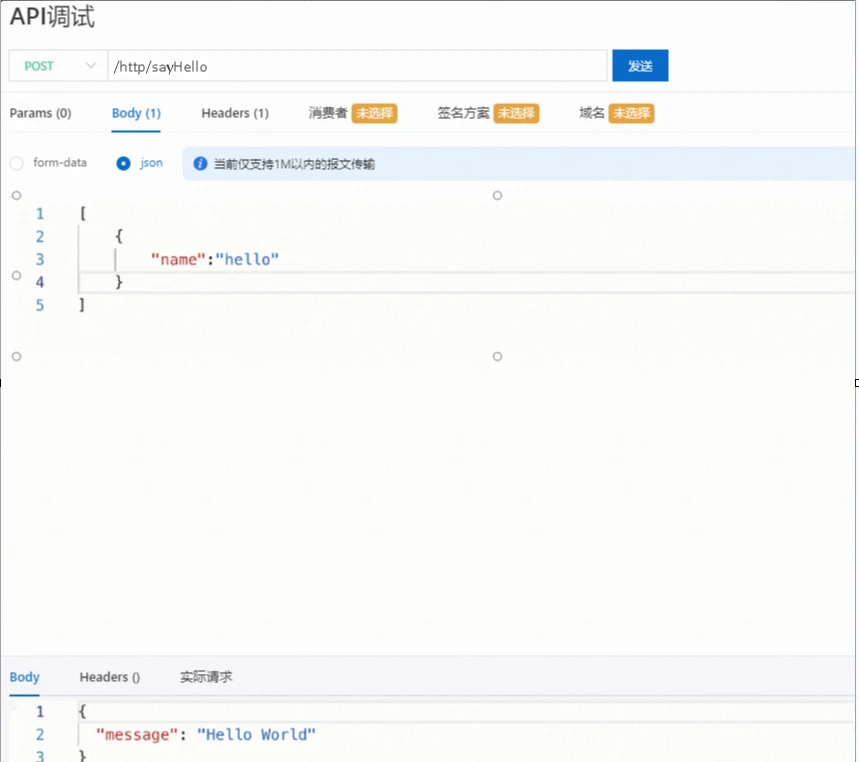 API调试
POST /http/sayHello 发送
Params (0) Body (1) Headers (1) 消费者 未选择 签名方案 未选择 域名 未选择
form-data json 当前仅支持1M以内的报文传输
1 [
2 {
3 "name":"hello"
4 }
5 ]
Body Headers () 实际请求
1 {
2 "message": "Hello World"
3 }